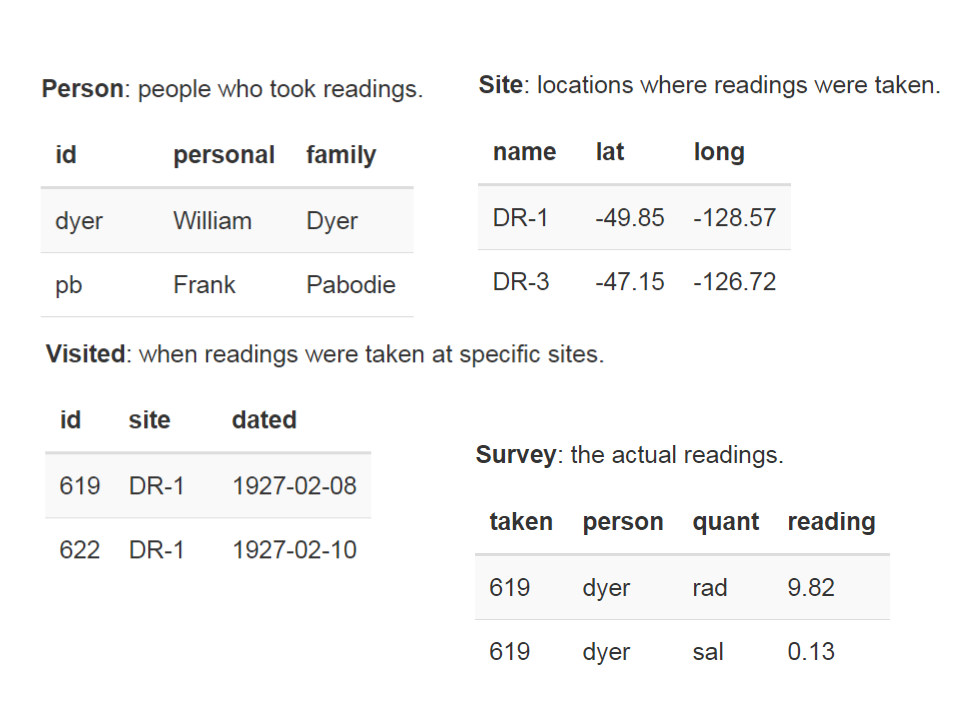 Person: people who took readings.
id personal family
dyer William Dyer
pb Frank Pabodie
Site: locations where readings were taken.
name lat long
DR-1 -49.85 -128.57
DR-3 -47.15 -126.72
Visited: when readings were taken at specific sites.
id site dated
619 DR-1 1927-02-08
622 DR-1 1927-02-10
Survey: the actual readings.
taken person quant reading
619 dyer rad 9.82
619 dyer sal 0.13